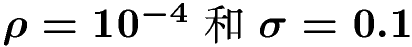 ρ = 10⁻⁴ 和 σ = 0.1